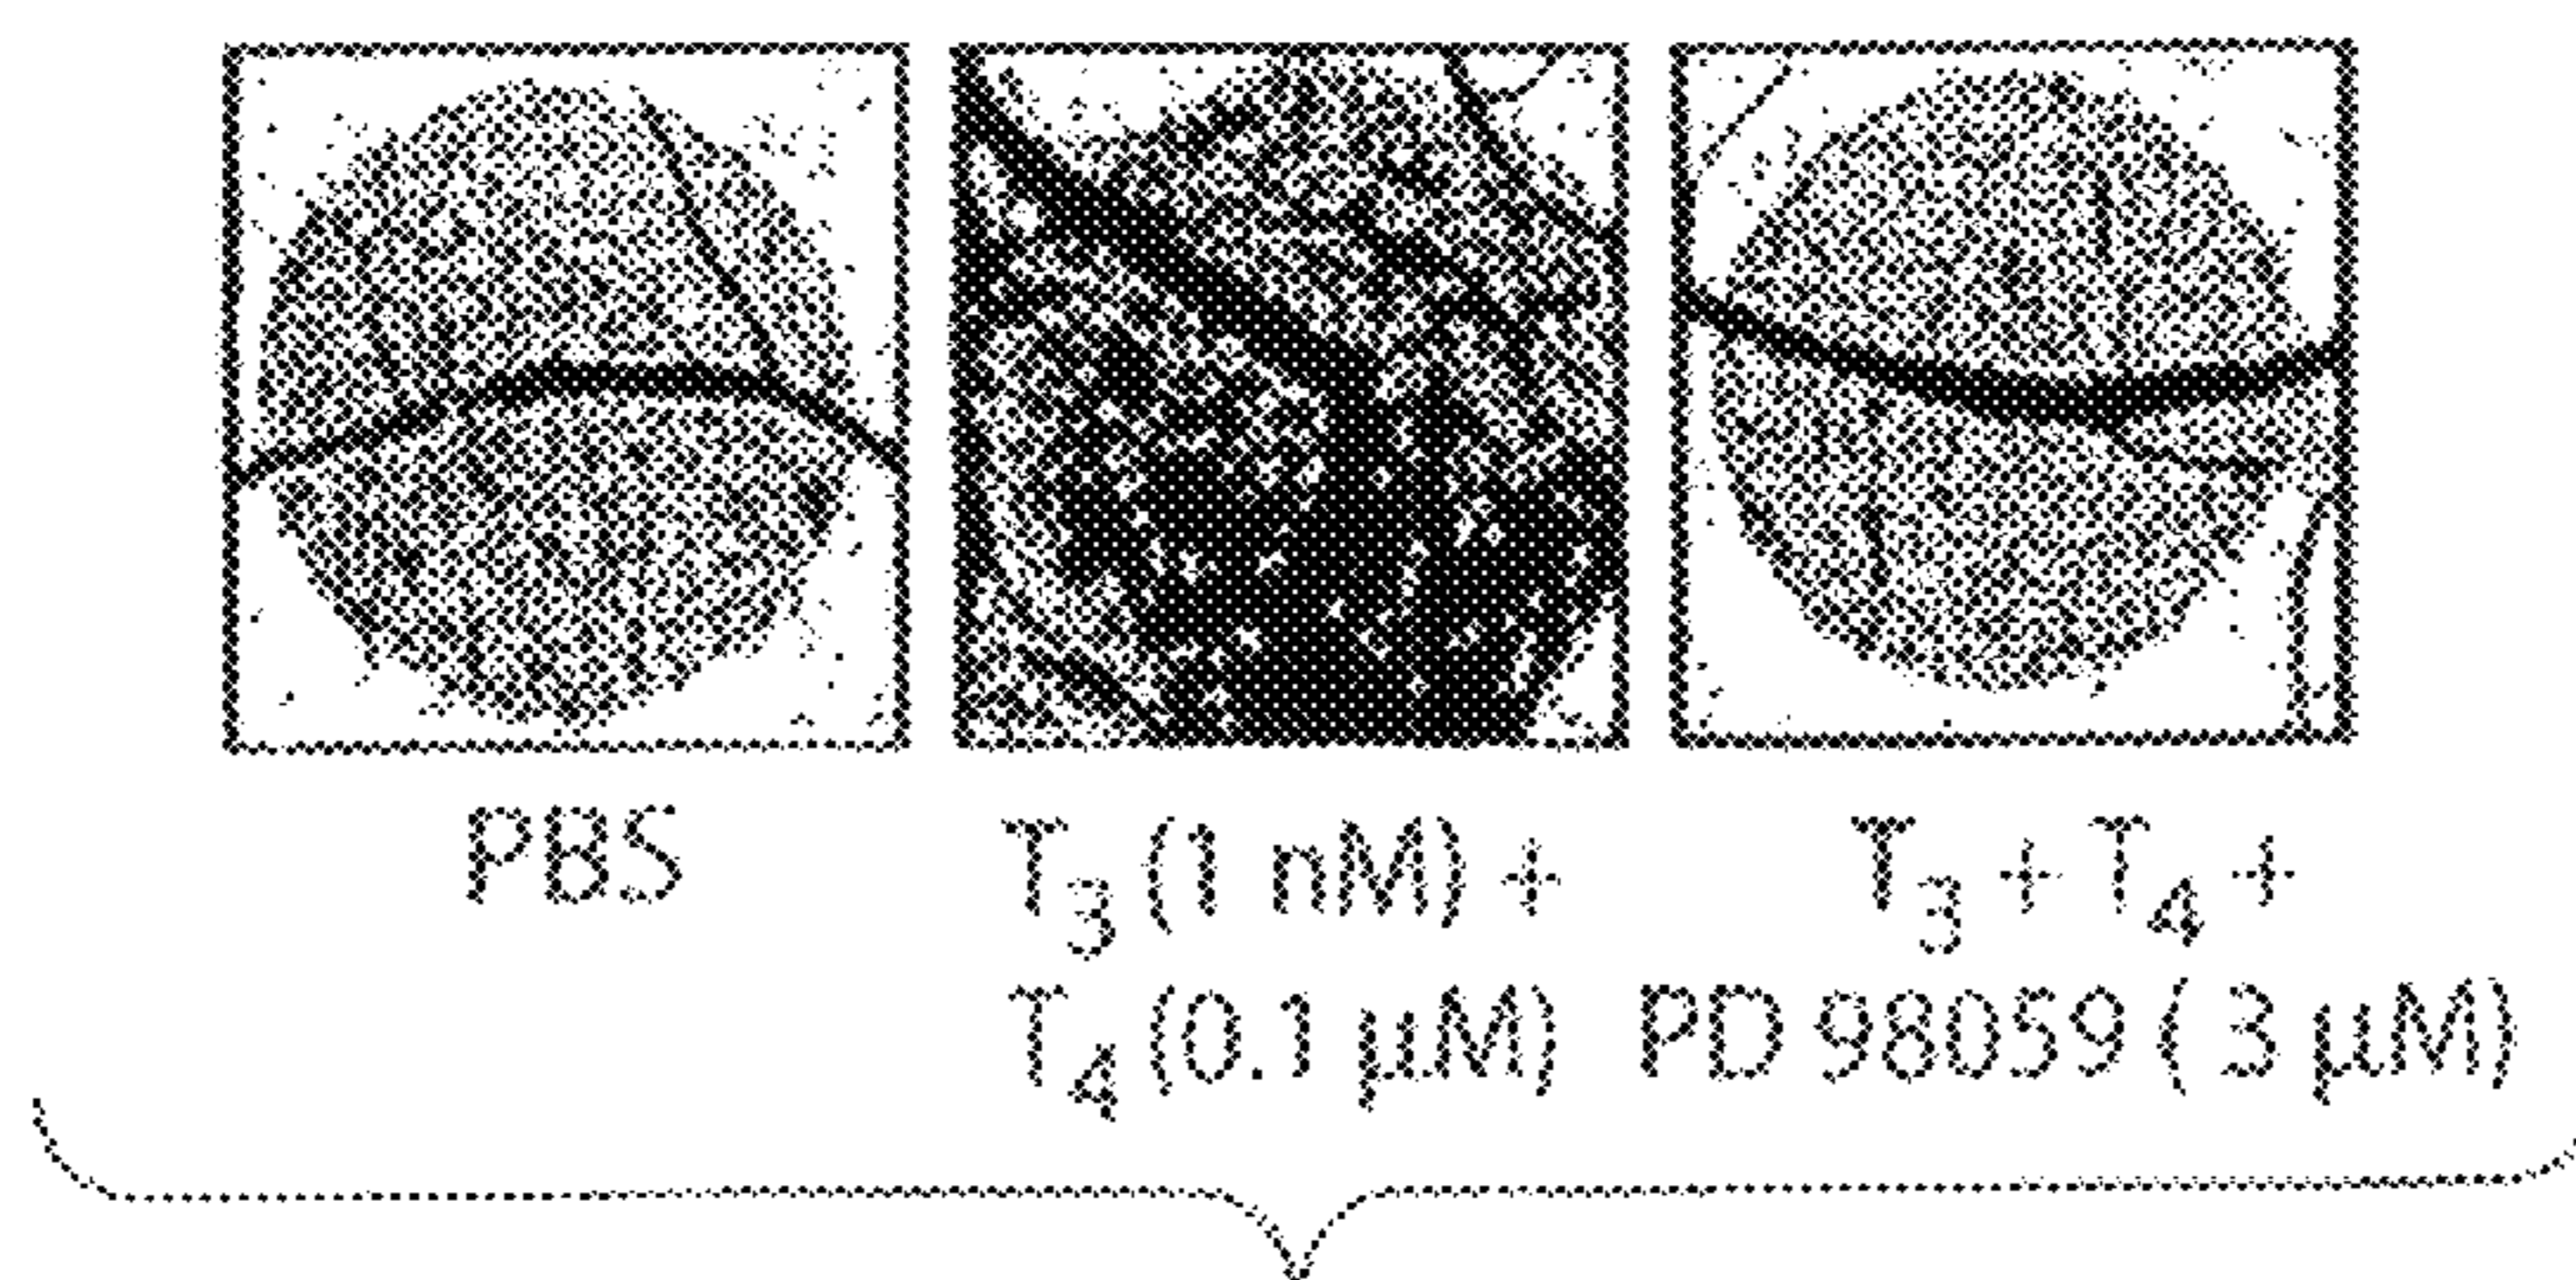 PBS
T₃ (1 nM) +
T₄ (0.1 µM)
T₃ + T₄ +
PD 98059 ( 3 µM)